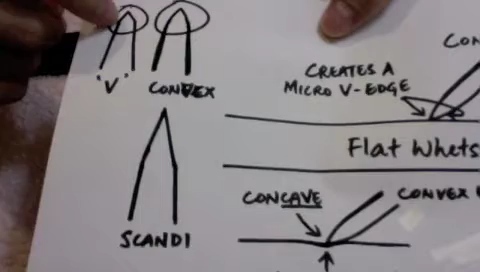 "V"
CONVEX
CREATES A
MICRO V-EDGE
SCANDI
Flat Whets
CONCAVE
CONVEX